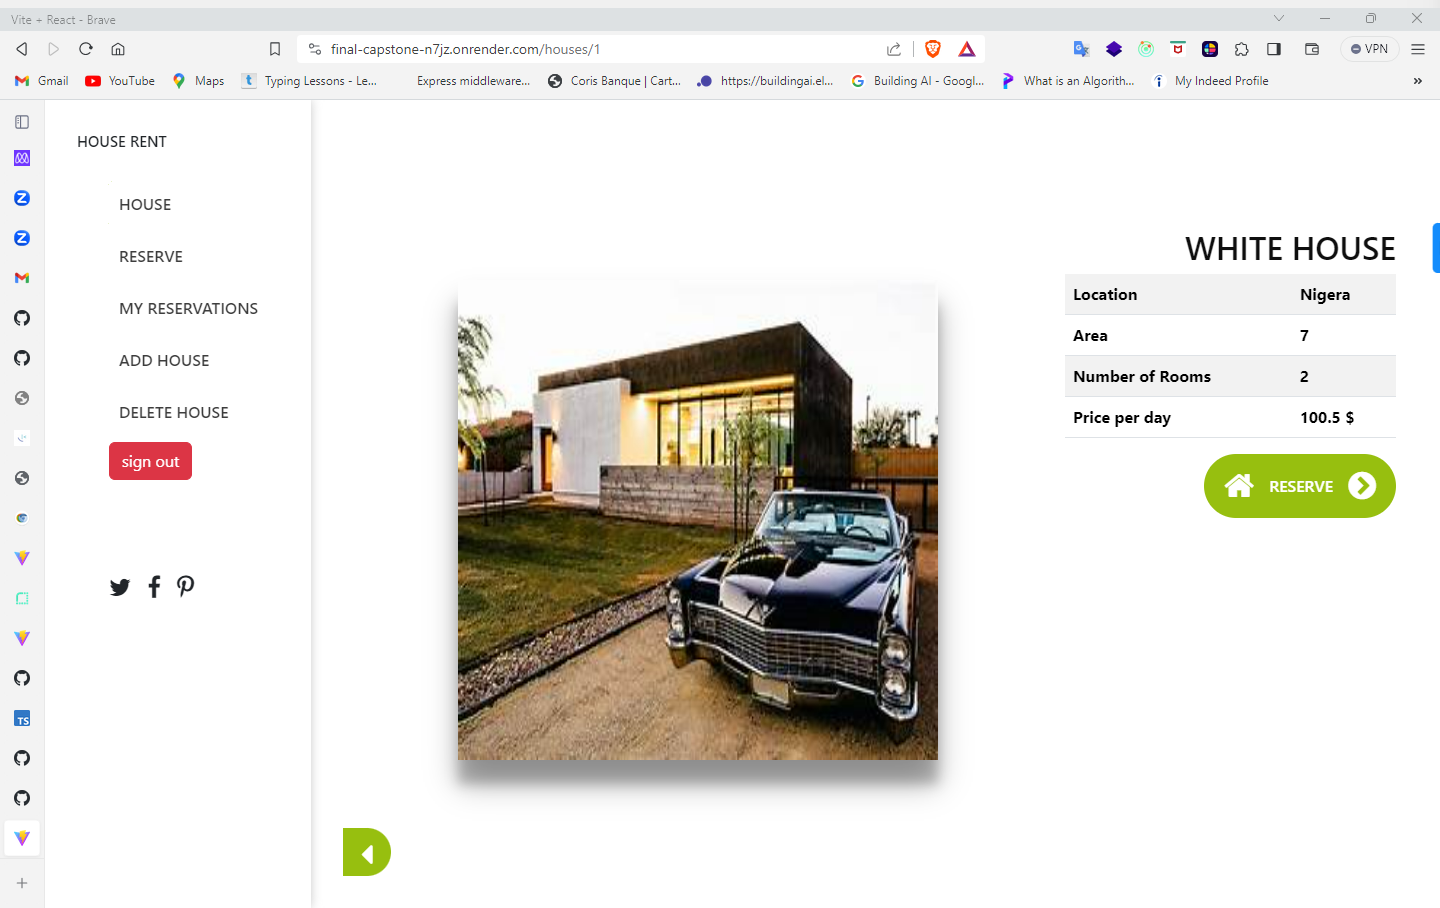 Vite + React - Brave
final-capstone-n7jz.onrender.com/houses/1
VPN
Gmail
YouTube
Maps
Typing Lessons - Le...
Express middleware...
Coris Banque | Cart...
https://buildingai.el...
Building AI - Googl...
What is an Algorith...
My Indeed Profile
HOUSE RENT
HOUSE
RESERVE
MY RESERVATIONS
ADD HOUSE
DELETE HOUSE
sign out
WHITE HOUSE
Location Nigera
Area 7
Number of Rooms 2
Price per day 100.5 $
RESERVE